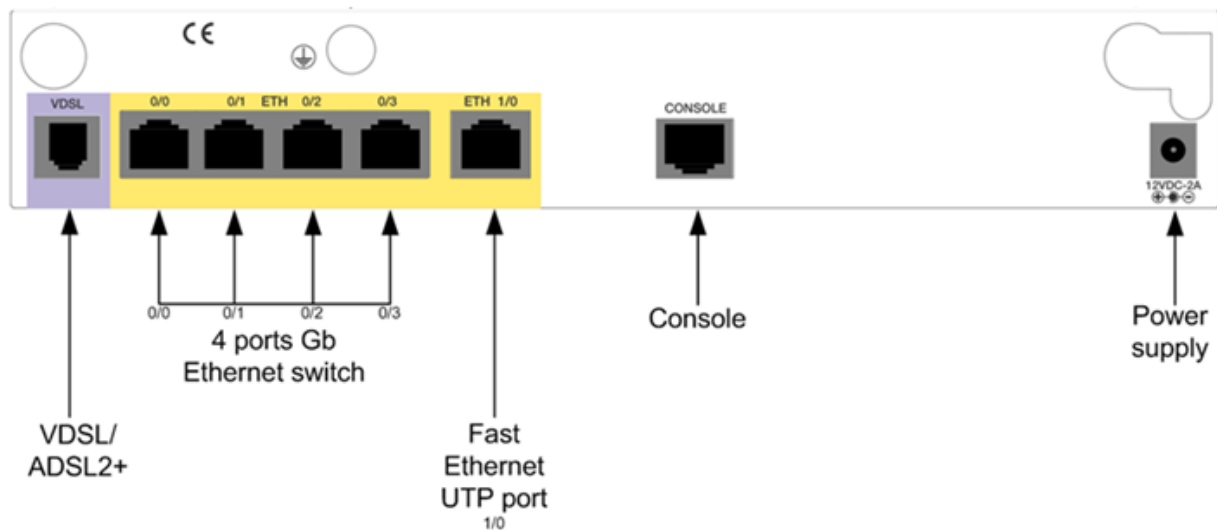 CE
VDSL
0/0 0/1 ETH 0/2 0/3
ETH 1/0
CONSOLE
12VDC-2A
0/0 0/1 0/2 0/3
4 ports Gb
Ethernet switch
Console
Power
supply
VDSL/
ADSL2+
Fast
Ethernet
UTP port
1/0